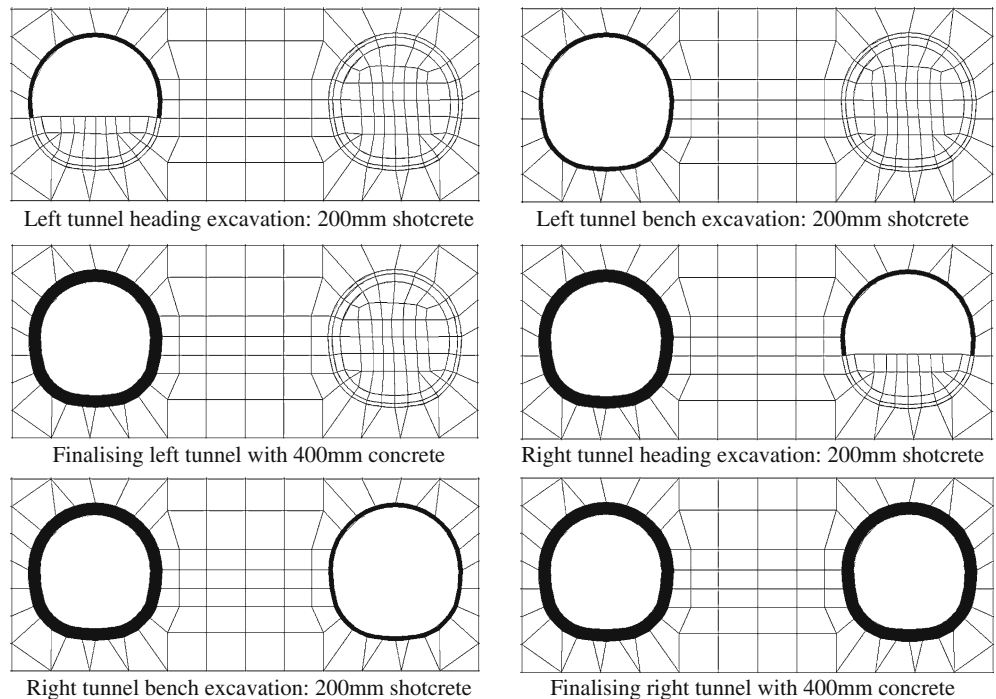 Left tunnel heading excavation: 200mm shotcrete
Left tunnel bench excavation: 200mm shotcrete
Finalising left tunnel with 400mm concrete
Right tunnel heading excavation: 200mm shotcrete
Right tunnel bench excavation: 200mm shotcrete
Finalising right tunnel with 400mm concrete